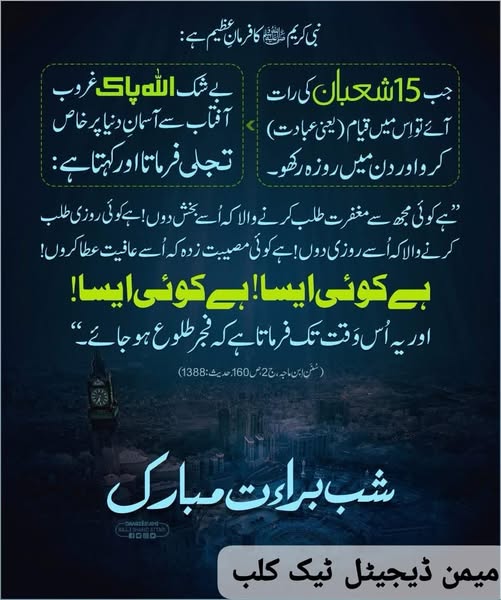 نبی کریم ﷺ کا فرمانِ عظیم ہے:
جب 15 شعبان کی رات
آئے تو اِس میں قیام (یعنی عبادت)
کرو اور دن میں روزہ رکھو۔
بے شک اللہ پاک غروب
آفتاب سے آسمانِ دنیا پر خاص
تجلی فرماتا اور کہتا ہے:
”ہے کوئی مجھ سے مغفرت طلب کرنے والا کہ اُسے بخش دوں! ہے کوئی روزی طلب
کرنے والا کہ اُسے روزی دوں! ہے کوئی مصیبت زدہ کہ اُسے عافیت عطا کروں!
ہے کوئی ایسا! ہے کوئی ایسا!
اور یہ اُس وَقت تک فرماتا ہے کہ فجر طلوع ہو جائے۔“
(سُنَنِ اِبن ماجہ، ج2، ص160، حدیث:1388)
شبِ براءت مبارک
میمن ڈیجیٹل ٹیک کلب